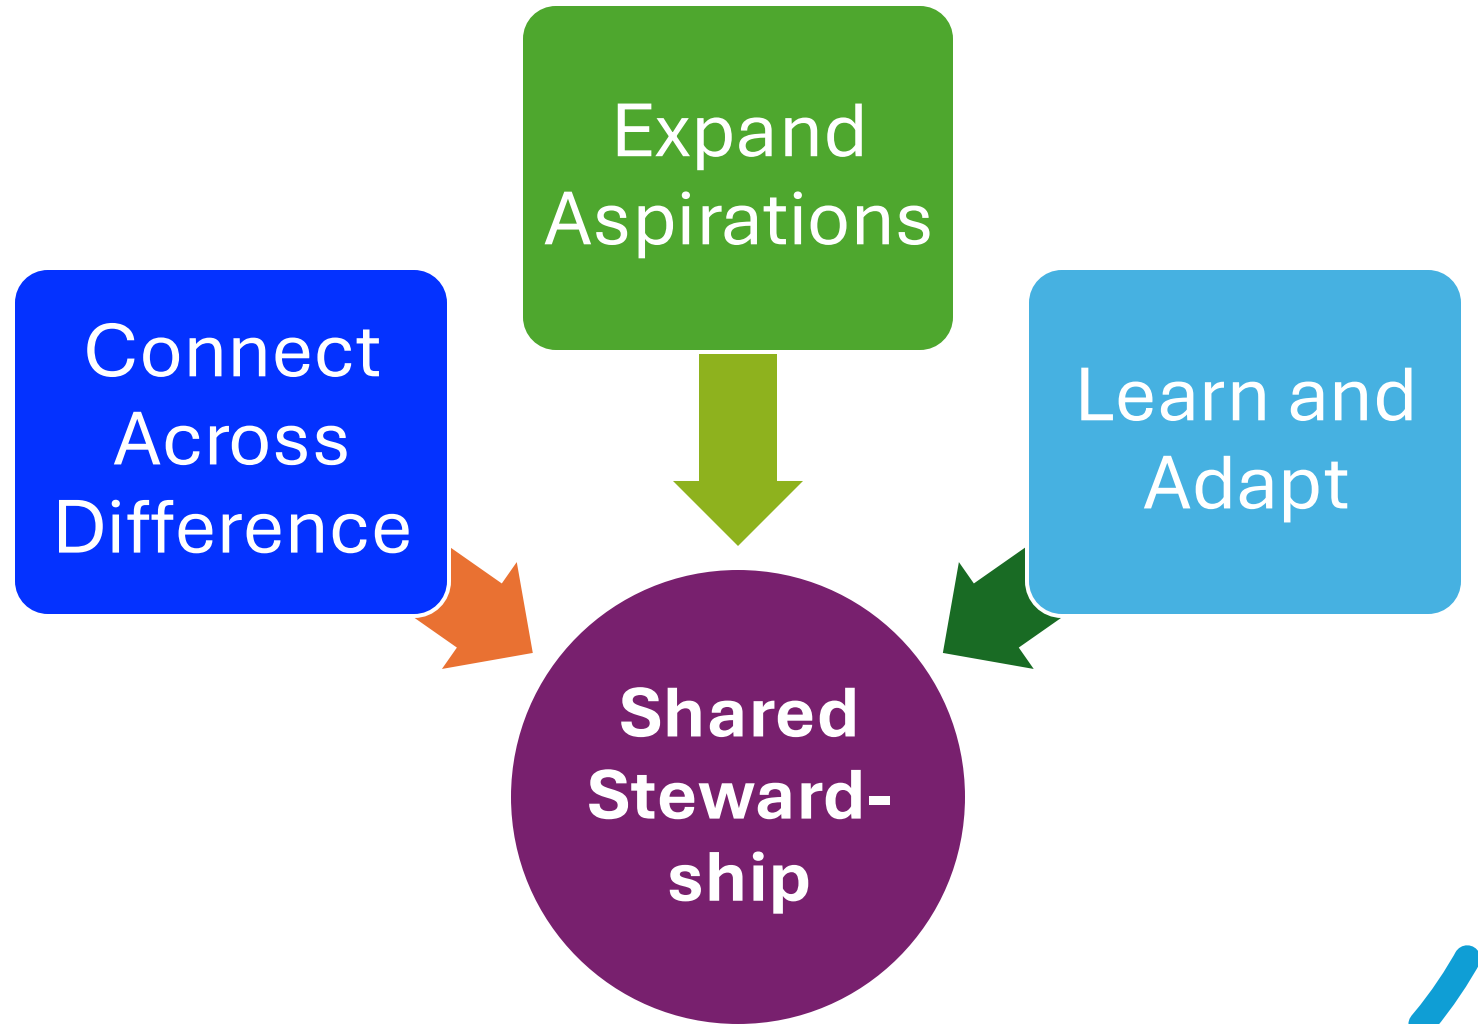 Expand
Aspirations
Connect
Across
Difference
Learn and
Adapt
Shared
Steward-
ship